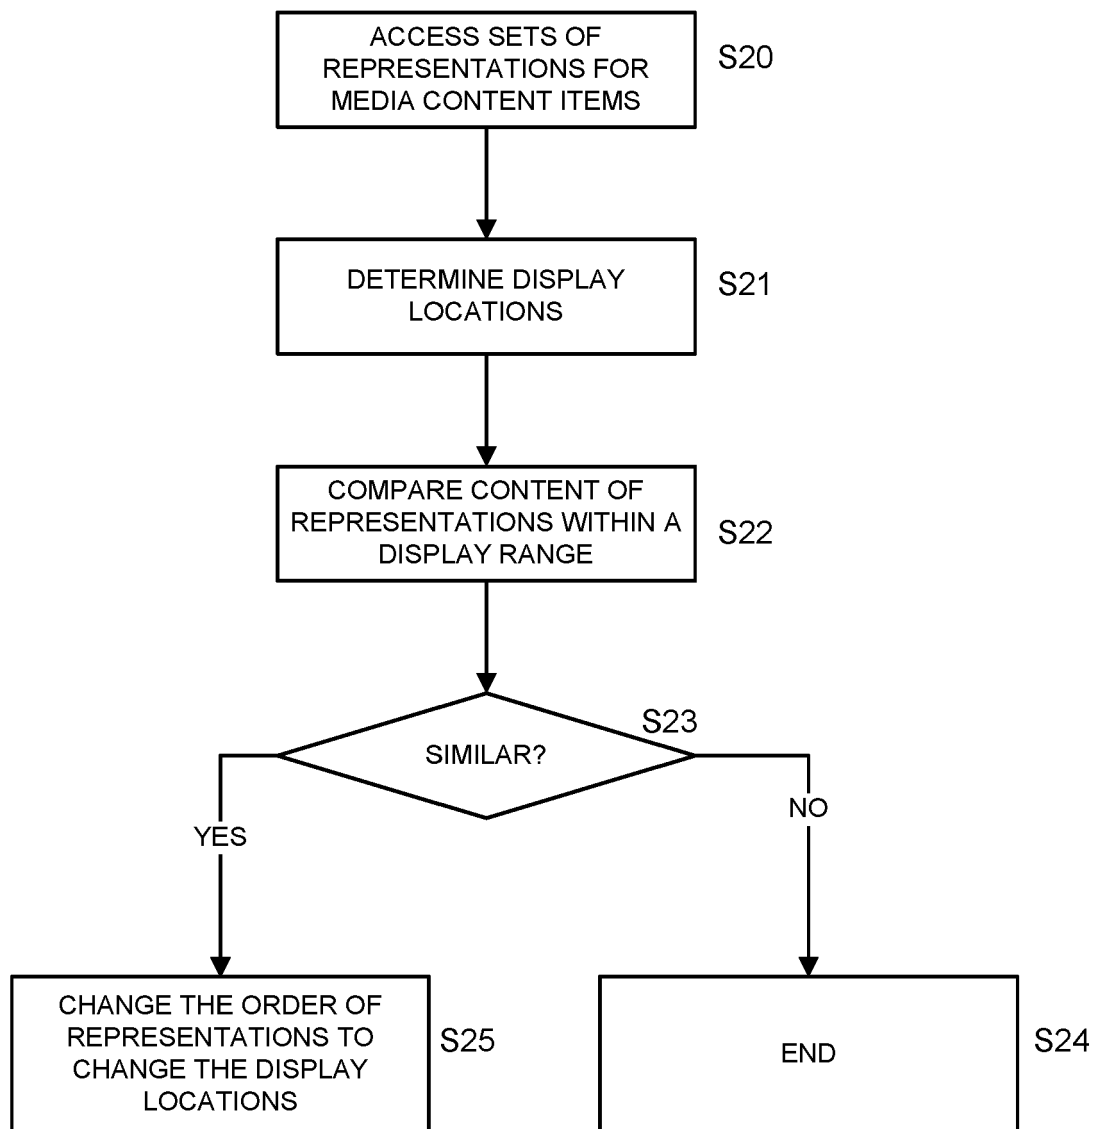 ACCESS SETS OF
REPRESENTATIONS FOR
MEDIA CONTENT ITEMS
S20
DETERMINE DISPLAY
LOCATIONS
S21
COMPARE CONTENT OF
REPRESENTATIONS WITHIN A
DISPLAY RANGE
S22
S23
SIMILAR?
YES
NO
CHANGE THE ORDER OF
REPRESENTATIONS TO
CHANGE THE DISPLAY
LOCATIONS
S25
END
S24